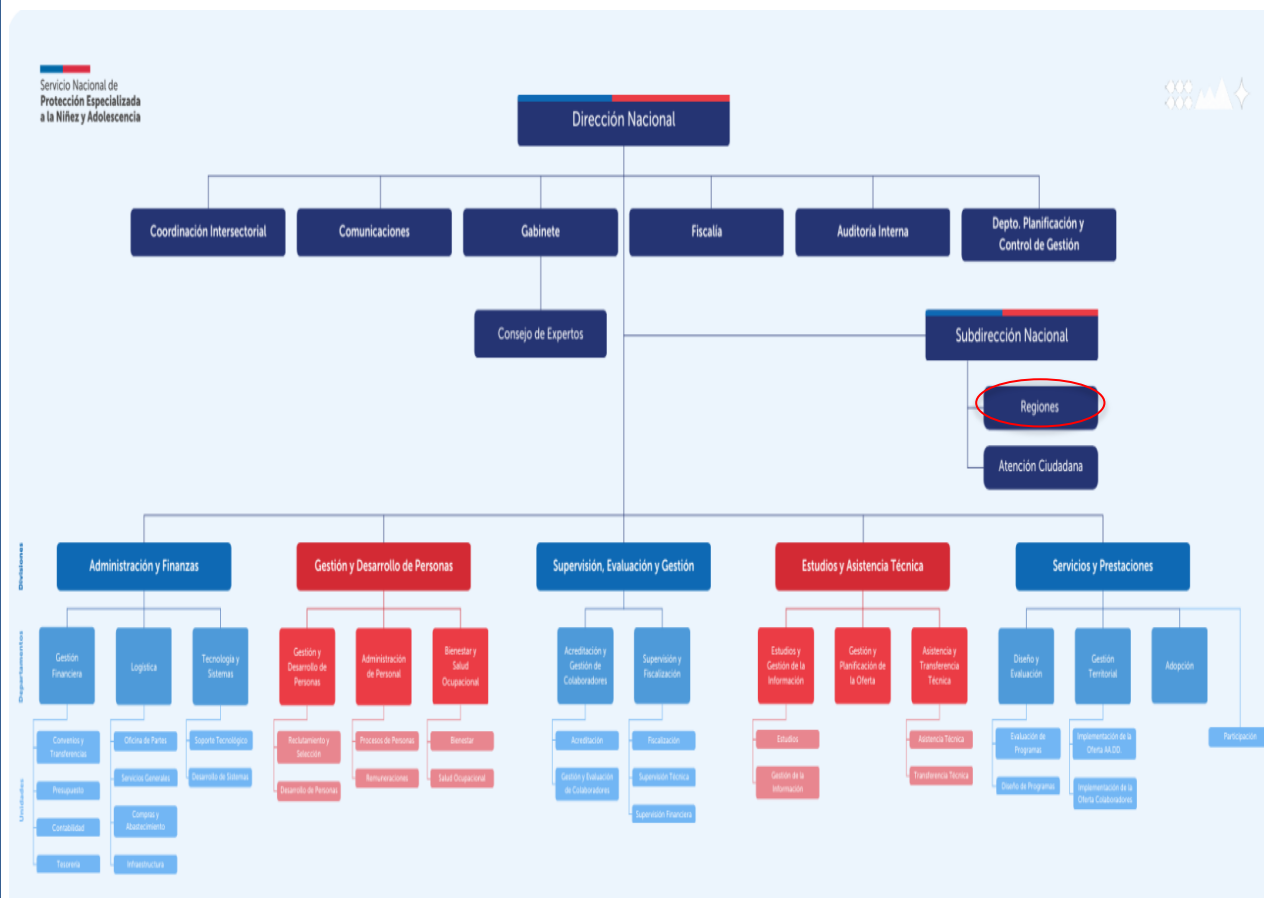 Servicio Nacional de
Protección Especializada
a la Niñez y Adolescencia
Dirección Nacional
Coordinación Intersectorial
Comunicaciones
Gabinete
Fiscalía
Auditoría Interna
Depto. Planificación y
Control de Gestión
Consejo de Expertos
Subdirección Nacional
Regiones
Atención Ciudadana
Divisiones
Administración y Finanzas
Gestión y Desarrollo de Personas
Supervisión, Evaluación y Gestión
Estudios y Asistencia Técnica
Servicios y Prestaciones
Departamentos
Gestión
Financiera
Logística
Tecnología y
Sistemas
Gestión y
Desarrollo de
Personas
Administración
de Personal
Bienestar y
Salud
Ocupacional
Acreditación y
Gestión de
Colaboradores
Supervisión y
Fiscalización
Estudios y
Gestión de la
Información
Gestión y
Planificación de
la Oferta
Asistencia y
Transferencia
Técnica
Diseño y
Evaluación
Gestión
Territorial
Adopción
Unidades
Convenios y
Transferencias
Presupuesto
Contabilidad
Tesorería
Oficina de Partes
Servicios Generales
Compras y
Abastecimiento
Infraestructura
Soporte Tecnológico
Desarrollo de Sistemas
Reclutamiento y
Selección
Desarrollo de Personas
Procesos de Personas
Remuneraciones
Bienestar
Salud Ocupacional
Acreditación
Gestión y Evaluación
de Colaboradores
Fiscalización
Supervisión Técnica
Supervisión Financiera
Estudios
Gestión de la
Información
Asistencia Técnica
Transferencia Técnica
Evaluación de
Programas
Diseño de Programas
Implementación de la
Oferta AA.DD.
Implementación de la
Oferta Colaboradores
Participación